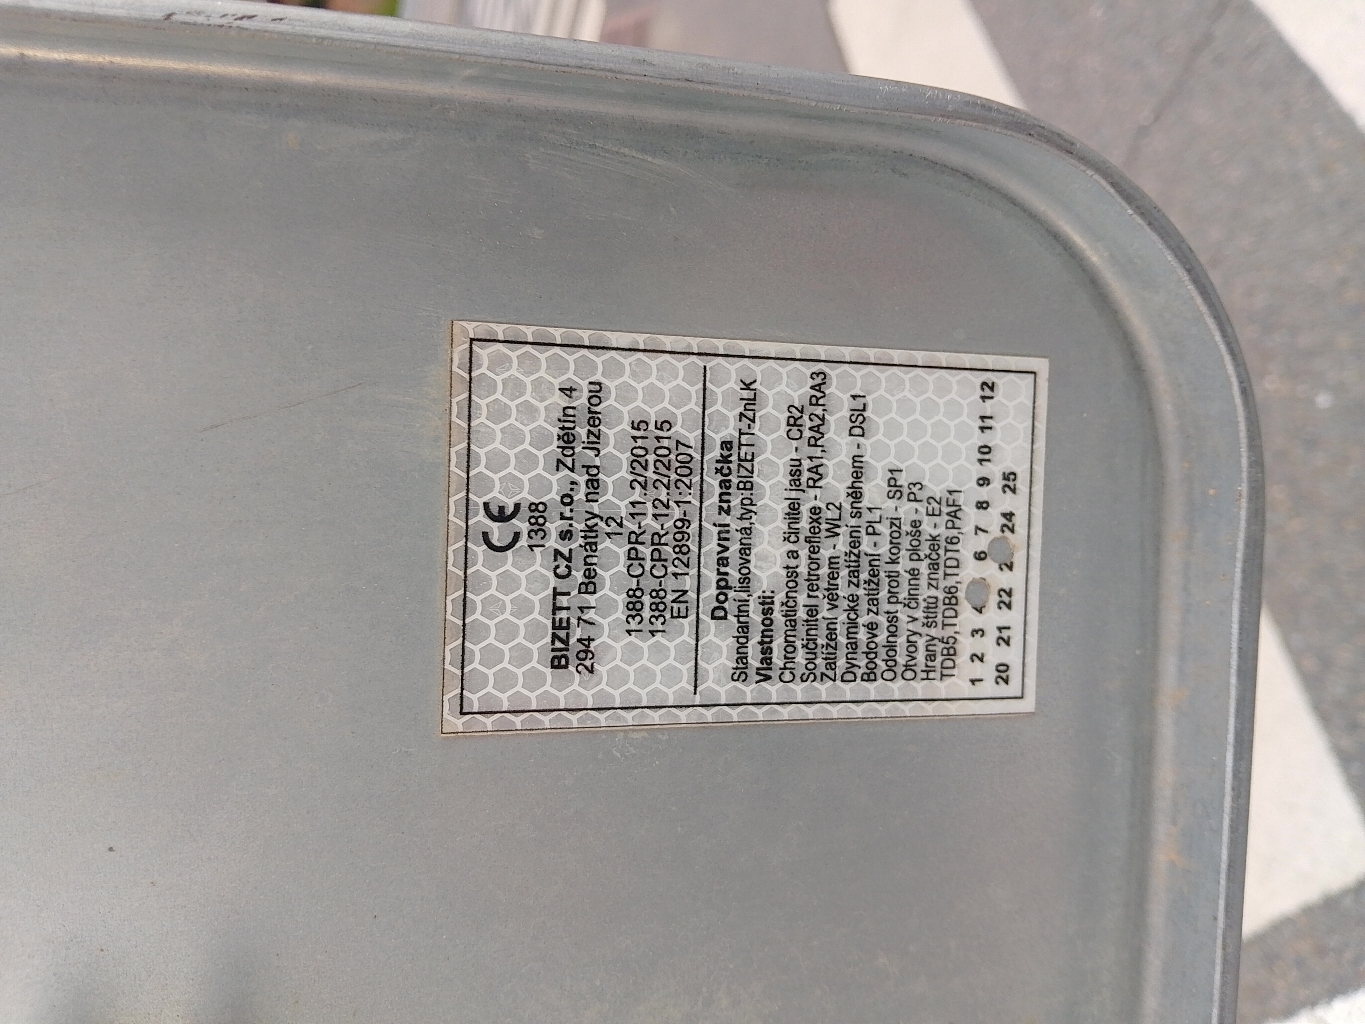 CE
1388
BIZETT CZ s.r.o., Zdětín 4
294 71 Benátky nad Jizerou
12
1388-CPR-11.2/2015
1388-CPR-12.2/2015
EN 12899-1:2007
Dopravní značka
Standartní,lisovaná,typ:BIZETT-ZnLK
Vlastnosti:
Chromatičnost a činitel jasu - CR2
Součinitel retroreflexe - RA1,RA2,RA3
Zatížení větrem - WL2
Dynamické zatížení sněhem - DSL1
Bodové zatížení - PL1
Odolnost proti korozi - SP1
Otvory v činné ploše - P3
Hrany štítů značek - E2
TDB5,TDB6,TDT6,PAF1
1 2 3 4 6 7 8 9 10 11 12
20 21 22 24 25